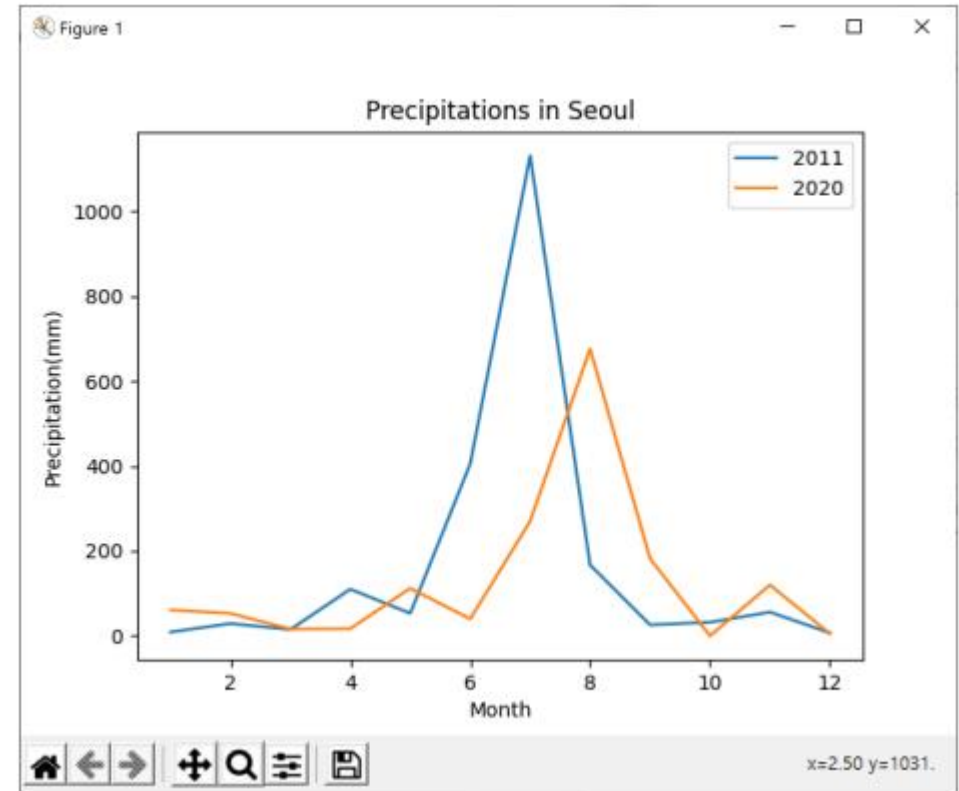 Figure 1
Precipitations in Seoul
2011
2020
1000
800
600
400
200
0
Precipitation(mm)
2 4 6 8 10 12
Month
x=2.50 y=1031.